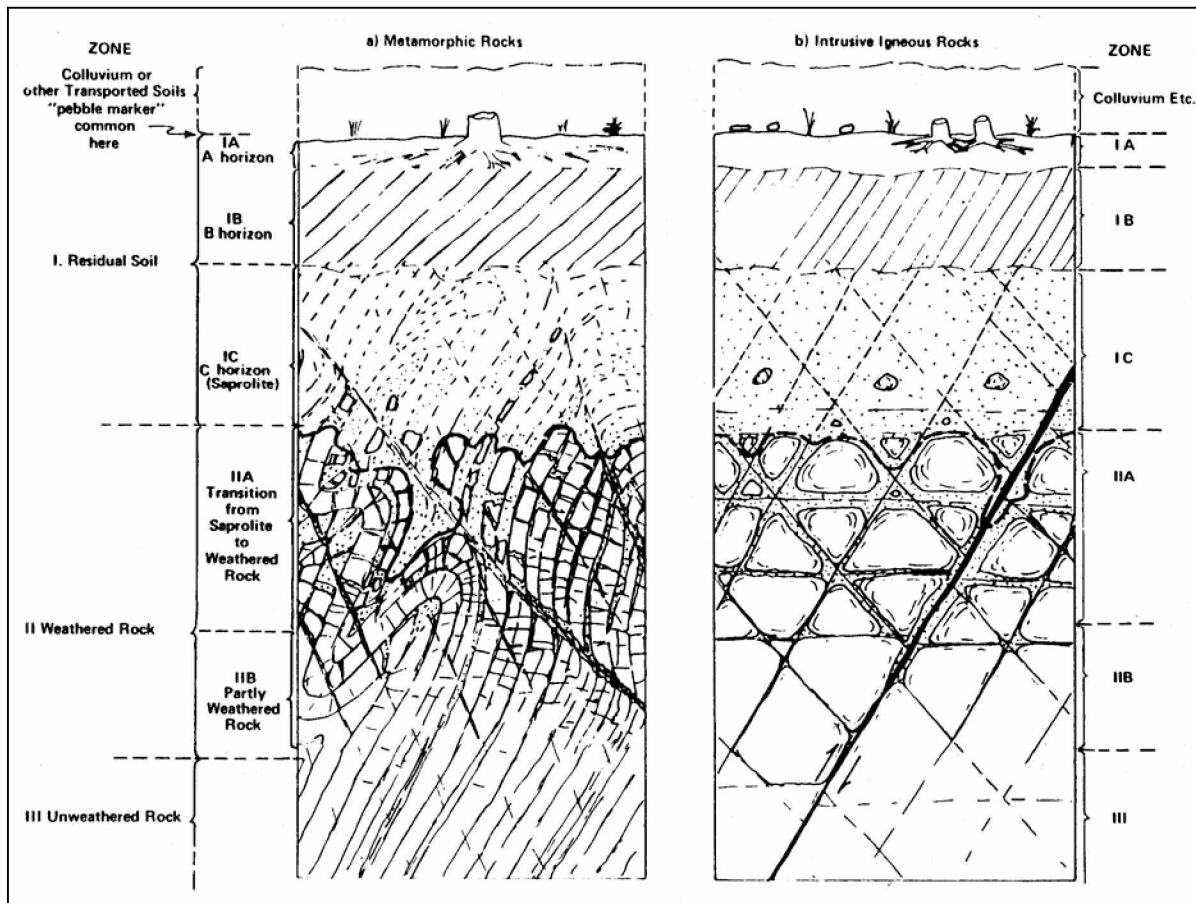 a) Metamorphic Rocks
b) Intrusive Igneous Rocks
ZONE
Colluvium or
other Transported Soils
"pebble marker"
common
here
IA
A horizon
IB
B horizon
I. Residual Soil
IC
C horizon
(Saprolite)
IIA
Transition
from
Saprolite
to
Weathered
Rock
II Weathered Rock
IIB
Partly
Weathered
Rock
III Unweathered Rock
ZONE
Colluvium Etc.
I A
I B
I C
IIA
IIB
III